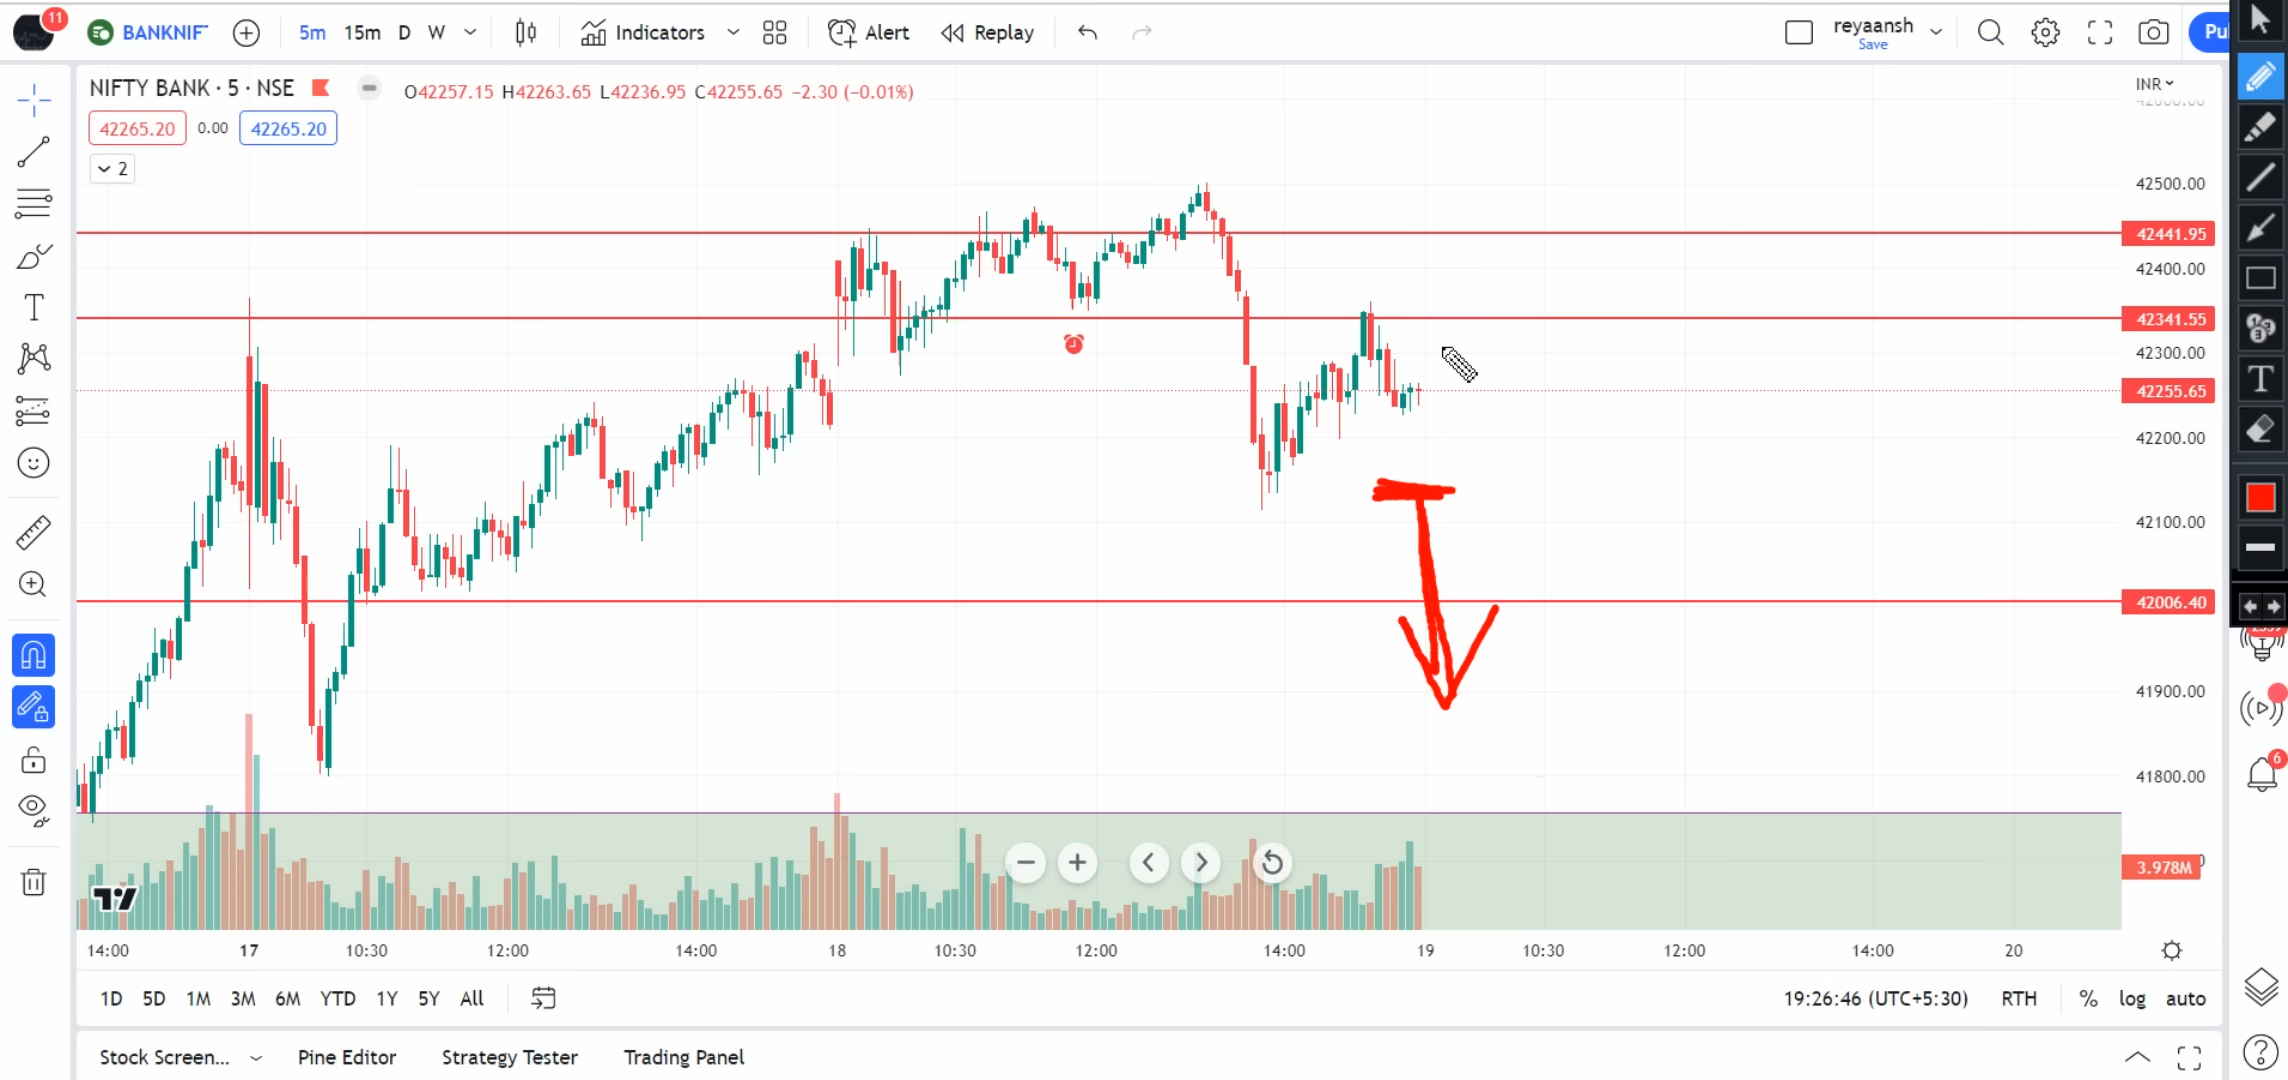 11
BANKNIF
5m 15m D W
Indicators
Alert
Replay
reyaansh
Save
Pu
NIFTY BANK · 5 · NSE
O42257.15 H42263.65 L42236.95 C42255.65 −2.30 (−0.01%)
INR
42265.20 0.00 42265.20
2
42500.00
42441.95
42400.00
42341.55
42300.00
42255.65
42200.00
42100.00
42006.40
41900.00
41800.00
3.978M
6
14:00 17 10:30 12:00 14:00 18 10:30 12:00 14:00 19 10:30 12:00 14:00 20
1D 5D 1M 3M 6M YTD 1Y 5Y All
19:26:46 (UTC+5:30) RTH % log auto
Stock Screen... Pine Editor Strategy Tester Trading Panel